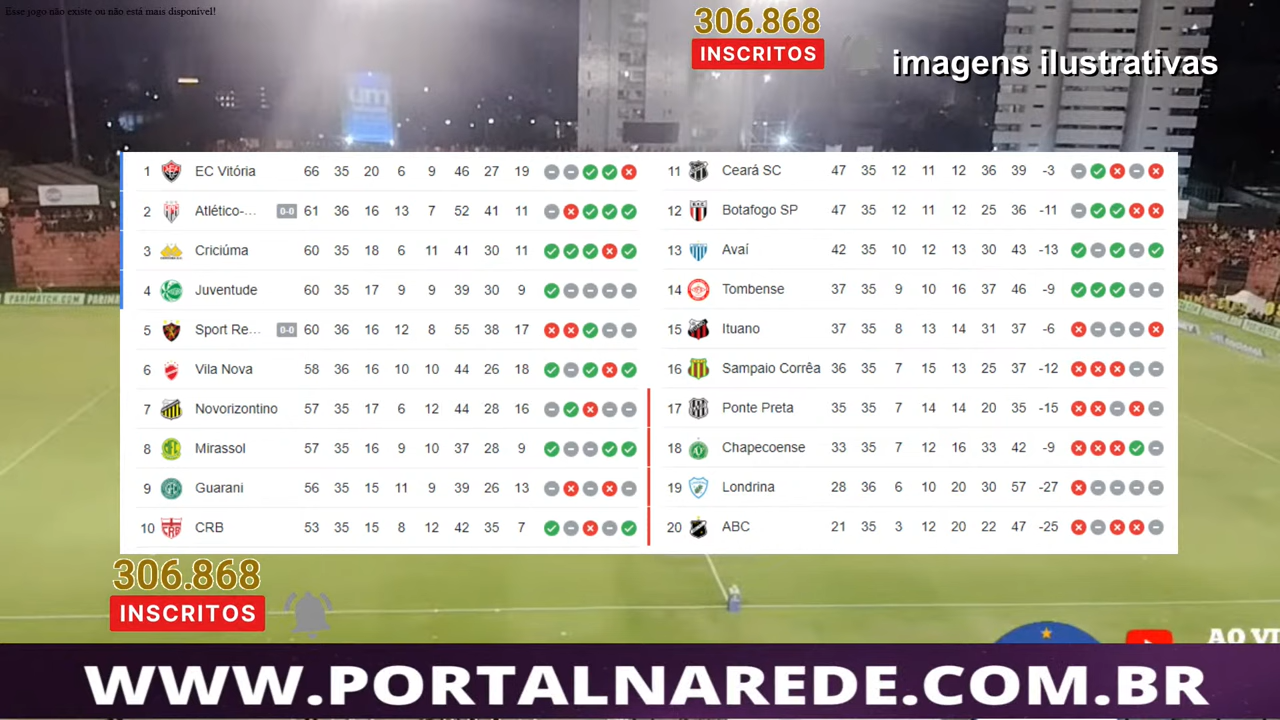 Esse jogo não existe ou não está mais disponível!
306.868
INSCRITOS
imagens ilustrativas
1 EC Vitória 66 35 20 6 9 46 27 19
2 Atlético-... 0-0 61 36 16 13 7 52 41 11
3 Criciúma 60 35 18 6 11 41 30 11
4 Juventude 60 35 17 9 9 39 30 9
5 Sport Re... 0-0 60 36 16 12 8 55 38 17
6 Vila Nova 58 36 16 10 10 44 26 18
7 Novorizontino 57 35 17 6 12 44 28 16
8 Mirassol 57 35 16 9 10 37 28 9
9 Guarani 56 35 15 11 9 39 26 13
10 CRB 53 35 15 8 12 42 35 7
11 Ceará SC 47 35 12 11 12 36 39 -3
12 Botafogo SP 47 35 12 11 12 25 36 -11
13 Avaí 42 35 10 12 13 30 43 -13
14 Tombense 37 35 9 10 16 37 46 -9
15 Ituano 37 35 8 13 14 31 37 -6
16 Sampaio Corrêa 36 35 7 15 13 25 37 -12
17 Ponte Preta 35 35 7 14 14 20 35 -15
18 Chapecoense 33 35 7 12 16 33 42 -9
19 Londrina 28 36 6 10 20 30 57 -27
20 ABC 21 35 3 12 20 22 47 -25
PARIMATCH.COM
306.868
INSCRITOS
AO VI
WWW.PORTALNAREDE.COM.BR